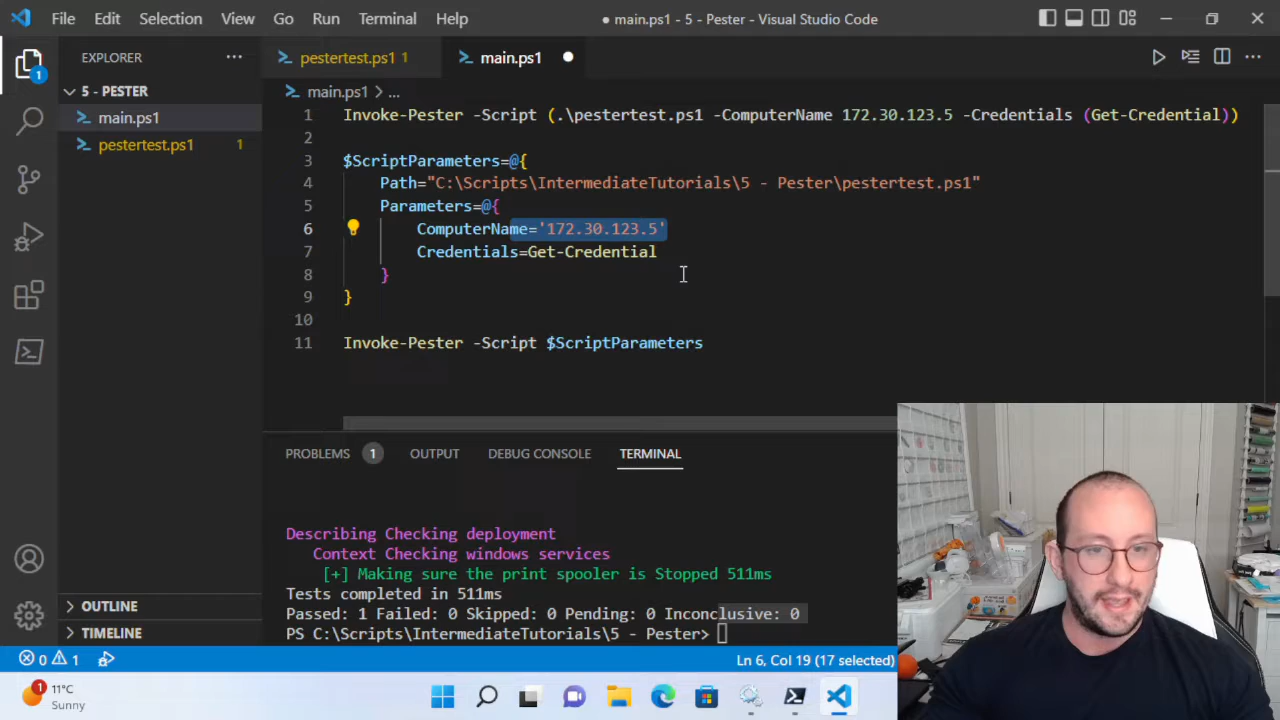 File Edit Selection View Go Run Terminal Help
● main.ps1 - 5 - Pester - Visual Studio Code
EXPLORER
pestertest.ps1 1
main.ps1
5 - PESTER
main.ps1
pestertest.ps1 1
main.ps1 > ...
1 Invoke-Pester -Script (.\pestertest.ps1 -ComputerName 172.30.123.5 -Credentials (Get-Credential))
2
3 $ScriptParameters=@{
4 Path="C:\Scripts\IntermediateTutorials\5 - Pester\pestertest.ps1"
5 Parameters=@{
6 ComputerName='172.30.123.5'
7 Credentials=Get-Credential
8 }
9 }
10
11 Invoke-Pester -Script $ScriptParameters
1
PROBLEMS 1 OUTPUT DEBUG CONSOLE TERMINAL
Describing Checking deployment
Context Checking windows services
[+] Making sure the print spooler is Stopped 511ms
Tests completed in 511ms
Passed: 1 Failed: 0 Skipped: 0 Pending: 0 Inconclusive: 0
PS C:\Scripts\IntermediateTutorials\5 - Pester>
OUTLINE
TIMELINE
0 1
Ln 6, Col 19 (17 selected)
1
11°C
Sunny